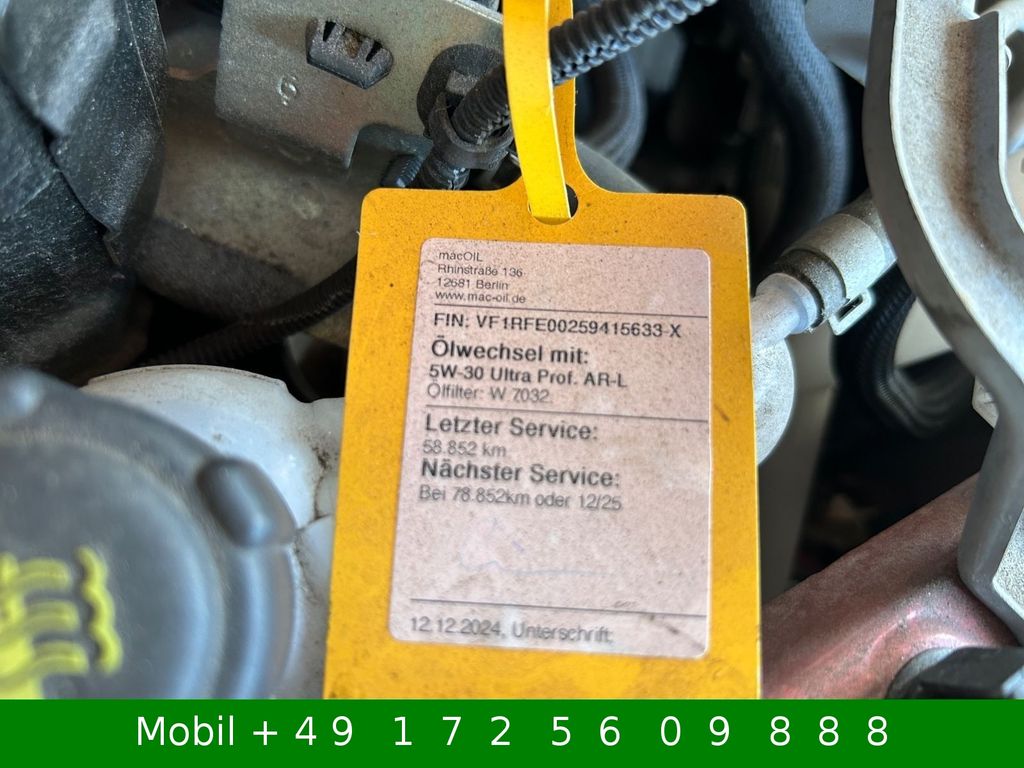 macOIL
Rhinstraße 136
12681 Berlin
www.mac-oil.de
FIN: VF1RFE00259415633-X
Ölwechsel mit:
5W-30 Ultra Prof. AR-L
Ölfilter: W 7032
Letzter Service:
58.852 km
Nächster Service:
Bei 78.852km oder 12/25
12.12.2024, Unterschrift:
Mobil + 4 9 1 7 2 5 6 0 9 8 8 8